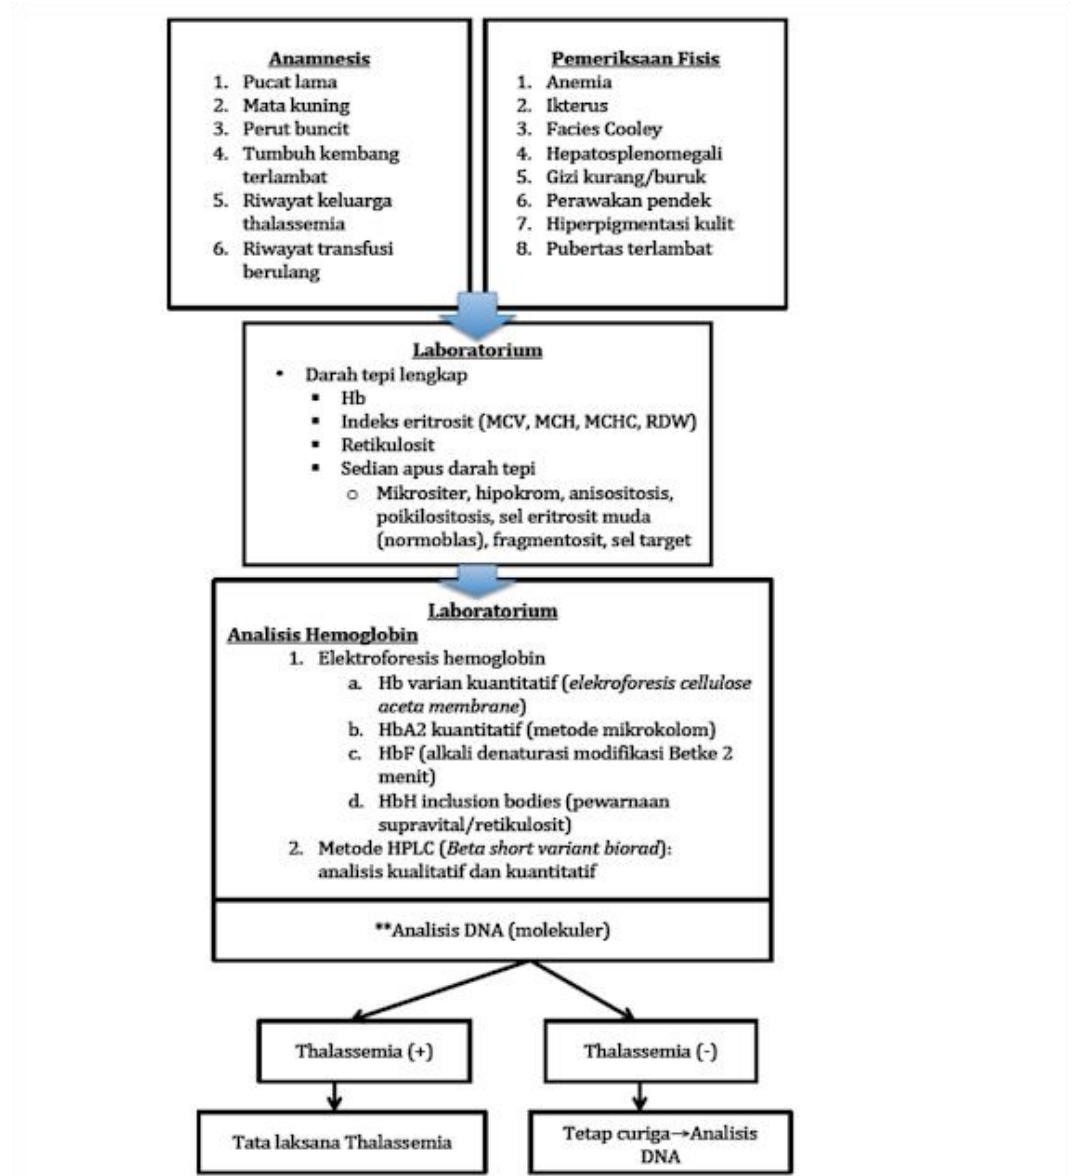 Anamnesis
1. Pucat lama
2. Mata kuning
3. Perut buncit
4. Tumbuh kembang
terlambat
5. Riwayat keluarga
thalassemia
6. Riwayat transfusi
berulang
Pemeriksaan Fisis
1. Anemia
2. Ikterus
3. Facies Cooley
4. Hepatosplenomegali
5. Gizi kurang/buruk
6. Perawakan pendek
7. Hiperpigmentasi kulit
8. Pubertas terlambat
Laboratorium
• Darah tepi lengkap
▪ Hb
▪ Indeks eritrosit (MCV, MCH, MCHC, RDW)
▪ Retikulosit
▪ Sedian apus darah tepi
o Mikrositer, hipokrom, anisositosis,
poikilositosis, sel eritrosit muda
(normoblas), fragmentosit, sel target
Laboratorium
Analisis Hemoglobin
1. Elektroforesis hemoglobin
a. Hb varian kuantitatif (elekroforesis cellulose
aceta membrane)
b. HbA2 kuantitatif (metode mikrokolom)
c. HbF (alkali denaturasi modifikasi Betke 2
menit)
d. HbH inclusion bodies (pewarnaan
supravital/retikulosit)
2. Metode HPLC (Beta short variant biorad):
analisis kualitatif dan kuantitatif
**Analisis DNA (molekuler)
Thalassemia (+)
Thalassemia (-)
Tata laksana Thalassemia
Tetap curiga→Analisis
DNA